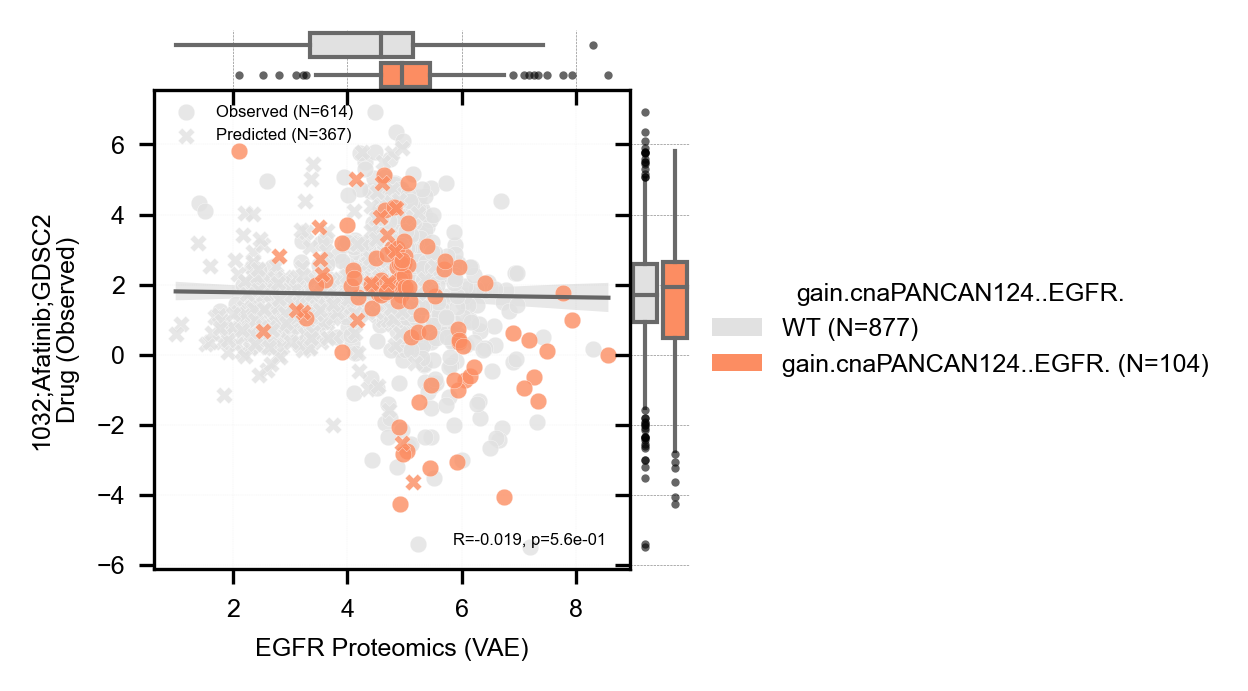 Observed (N=614)
Predicted (N=367)
6
4
2
0
−2
−4
−6
1032;Afatinib;GDSC2
Drug (Observed)
R=-0.019, p=5.6e-01
2 4 6 8
EGFR Proteomics (VAE)
gain.cnaPANCAN124..EGFR.
WT (N=877)
gain.cnaPANCAN124..EGFR. (N=104)